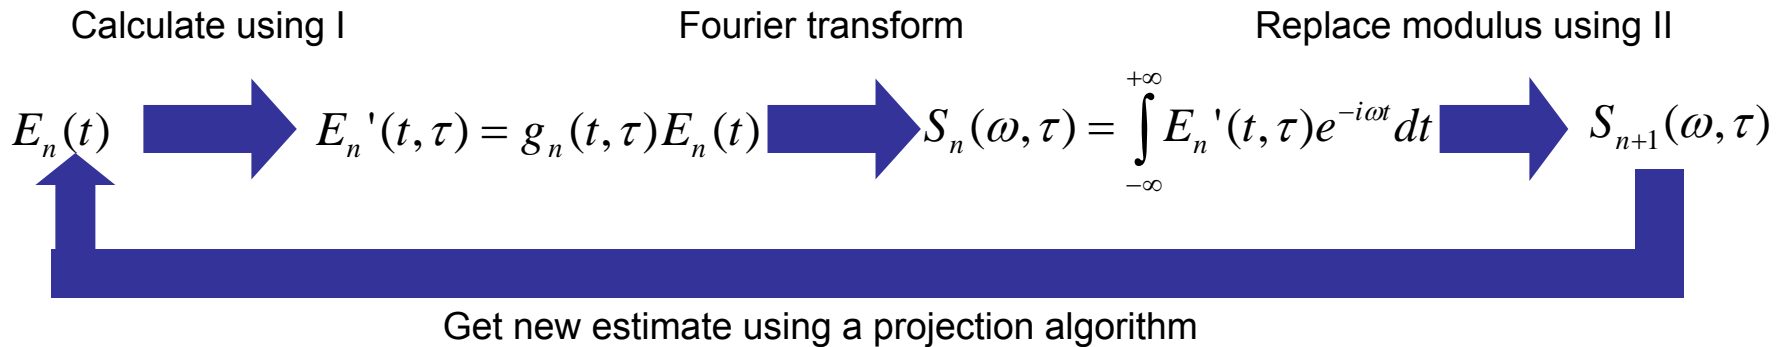 Calculate using I
Fourier transform
Replace modulus using II
E_n(t)
E_n'(t,τ) = g_n(t,τ)E_n(t)
S_n(ω,τ) = ∫_{−∞}^{+∞} E_n'(t,τ)e^{−iωt}dt
S_{n+1}(ω,τ)
Get new estimate using a projection algorithm